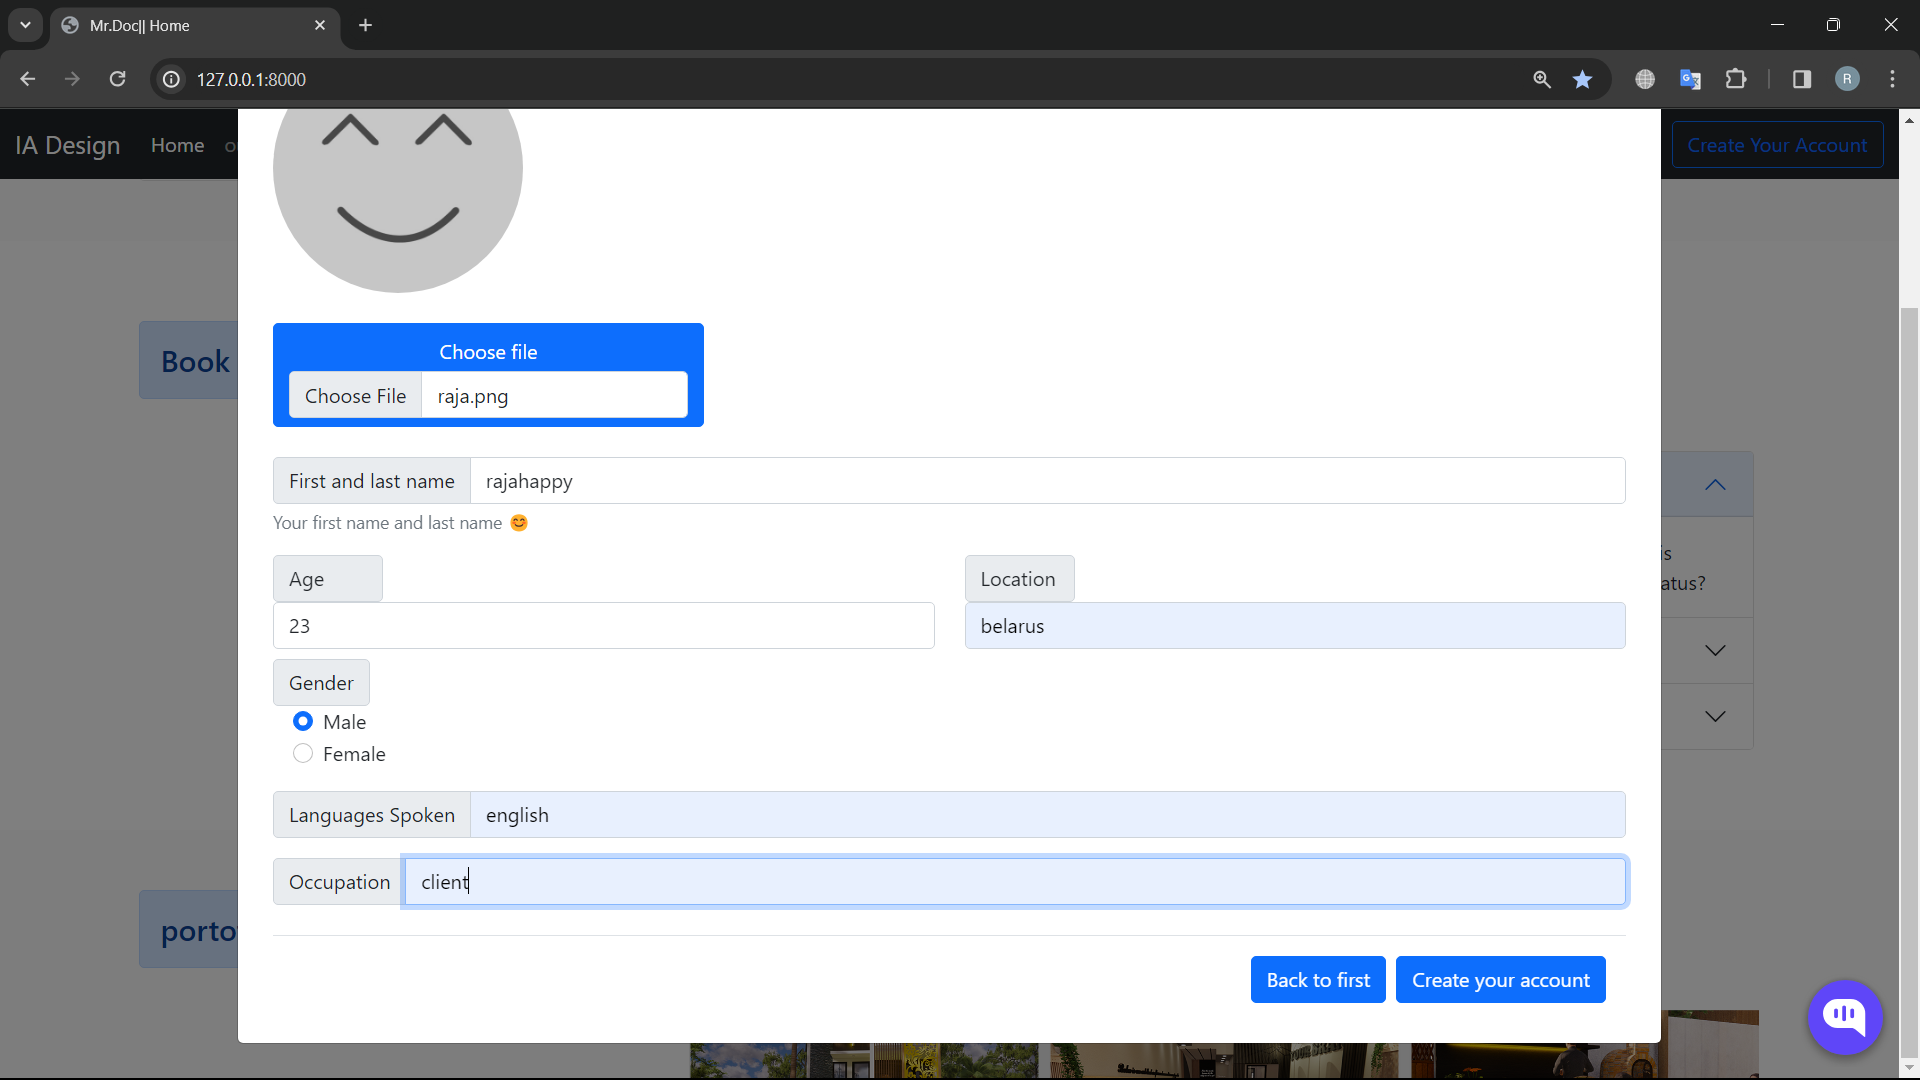 Mr.Doc|| Home
127.0.0.1:8000
R
IA Design Home o
Create Your Account
Book
Choose file
Choose File raja.png
First and last name rajahappy
Your first name and last name 😊
is
atus?
Age
Location
23
belarus
Gender
Male
Female
Languages Spoken english
Occupation client
porto
Back to first
Create your account